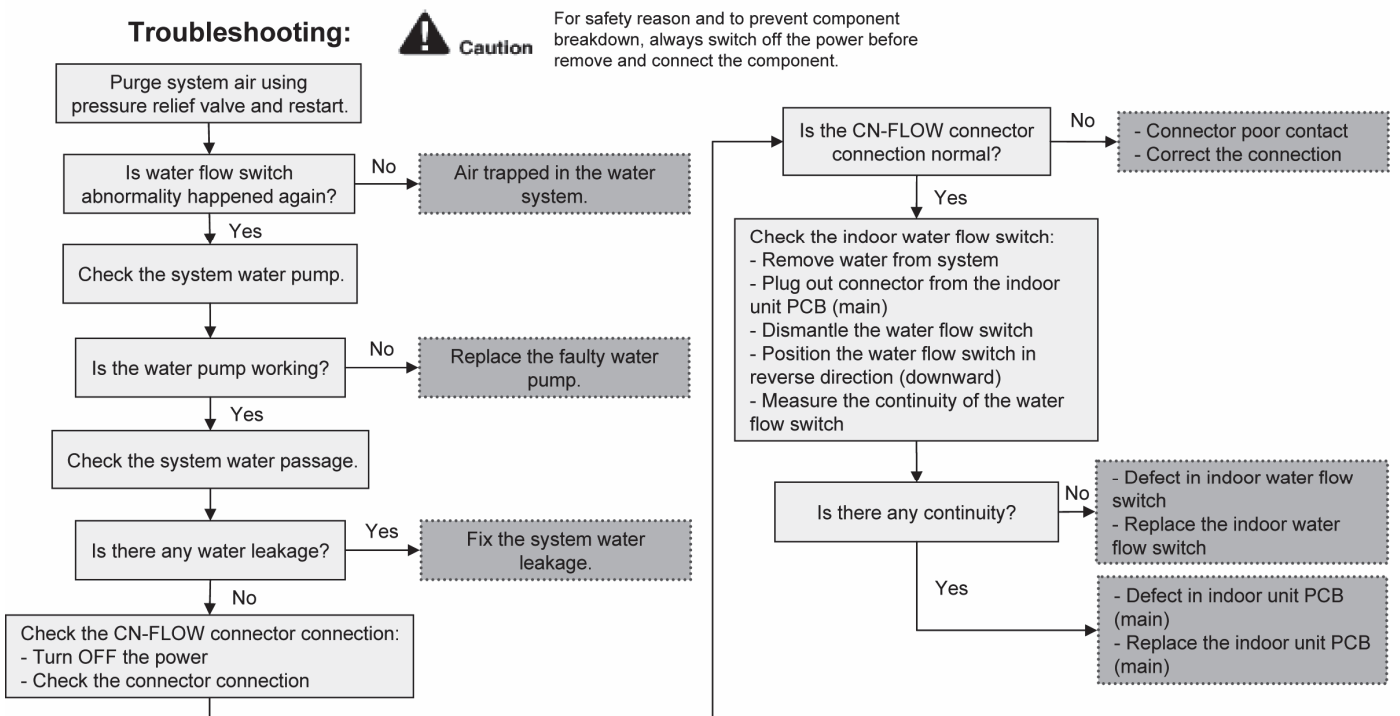 Troubleshooting:
Caution
For safety reason and to prevent component
breakdown, always switch off the power before
remove and connect the component.
Purge system air using
pressure relief valve and restart.
Is water flow switch
abnormality happened again?
No
Air trapped in the water
system.
Yes
Check the system water pump.
Is the water pump working?
No
Replace the faulty water
pump.
Yes
Check the system water passage.
Is there any water leakage?
Yes
Fix the system water
leakage.
No
Check the CN-FLOW connector connection:
- Turn OFF the power
- Check the connector connection
Is the CN-FLOW connector
connection normal?
No
- Connector poor contact
- Correct the connection
Yes
Check the indoor water flow switch:
- Remove water from system
- Plug out connector from the indoor
unit PCB (main)
- Dismantle the water flow switch
- Position the water flow switch in
reverse direction (downward)
- Measure the continuity of the water
flow switch
Is there any continuity?
No
- Defect in indoor water flow
switch
- Replace the indoor water
flow switch
Yes
- Defect in indoor unit PCB
(main)
- Replace the indoor unit PCB
(main)